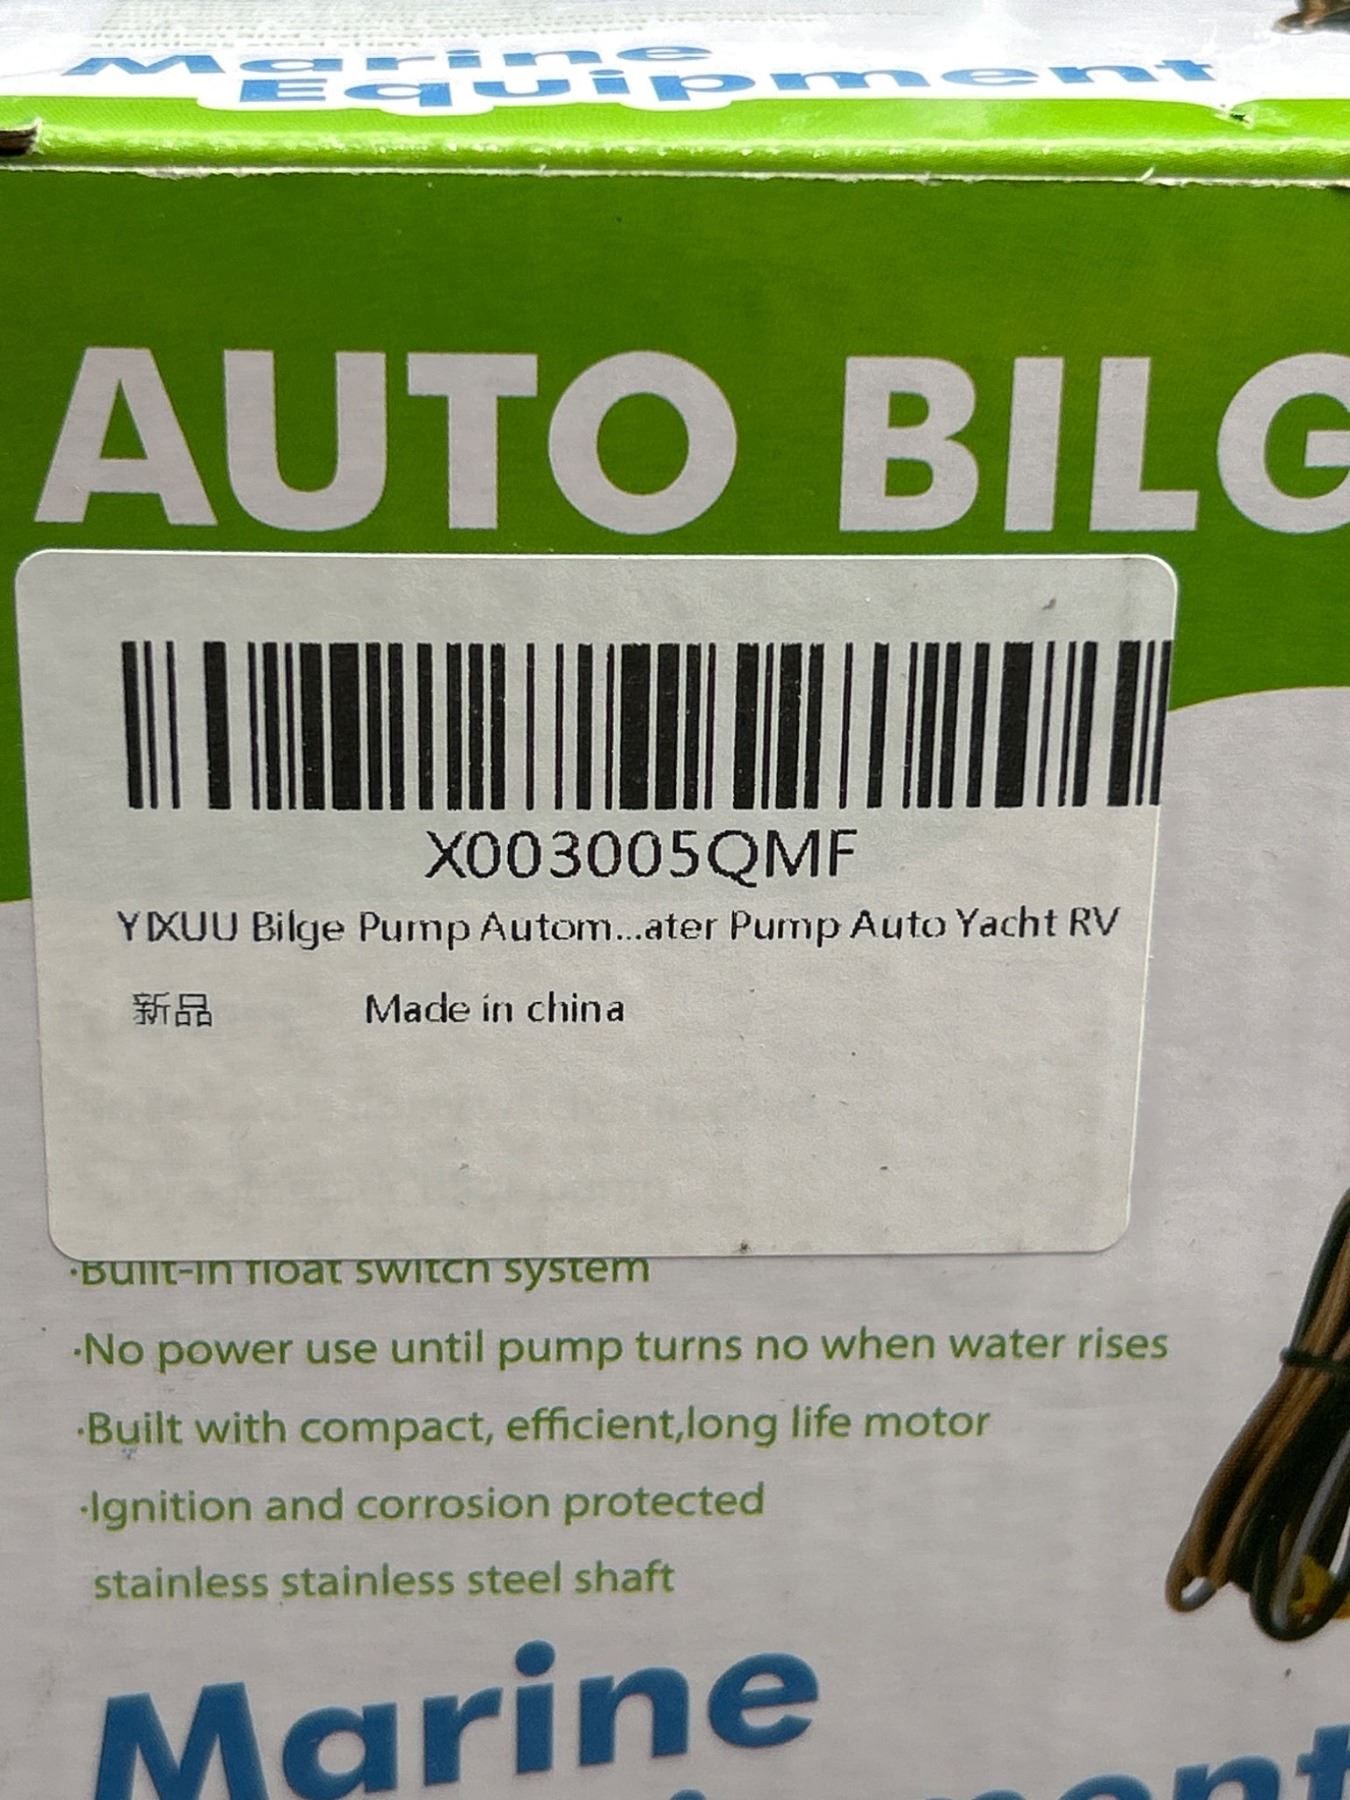 Marine
Equipment
AUTO BILG
X003005QMF
YIXUU Bilge Pump Autom...ater Pump Auto Yacht RV
新品 Made in china
·Built-in float switch system
·No power use until pump turns no when water rises
·Built with compact, efficient,long life motor
·Ignition and corrosion protected
stainless stainless steel shaft
Marine